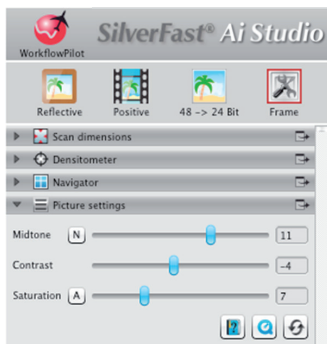 WorkflowPilot
SilverFast® Ai Studio
Reflective Positive 48 -> 24 Bit Frame
Scan dimensions
Densitometer
Navigator
Picture settings
Midtone N 11
Contrast -4
Saturation A 7
?